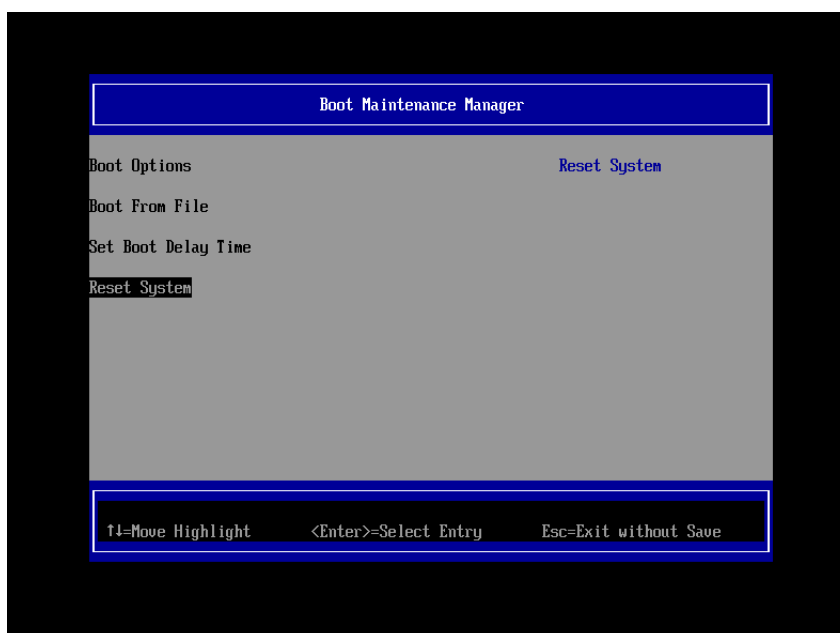 Boot Maintenance Manager
Boot Options
Reset System
Boot From File
Set Boot Delay Time
Reset System
↑↓=Move Highlight <Enter>=Select Entry Esc=Exit without Save